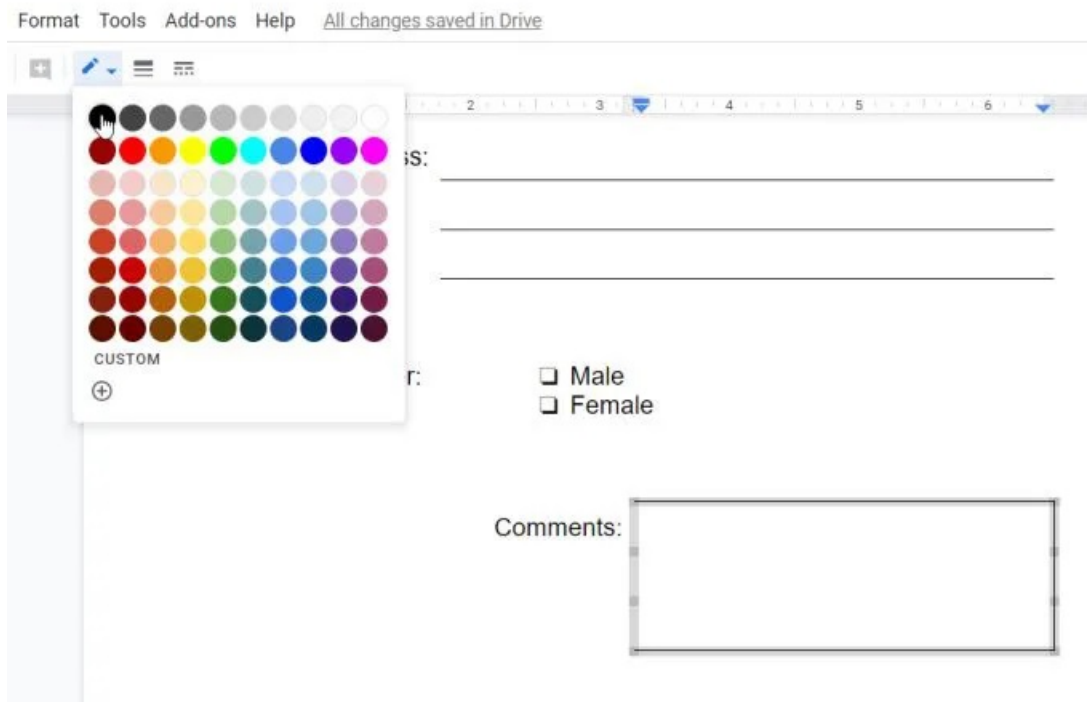 Format Tools Add-ons Help All changes saved in Drive
2 3 4 5 6
ss:
CUSTOM
r: ❏ Male
❏ Female
Comments: